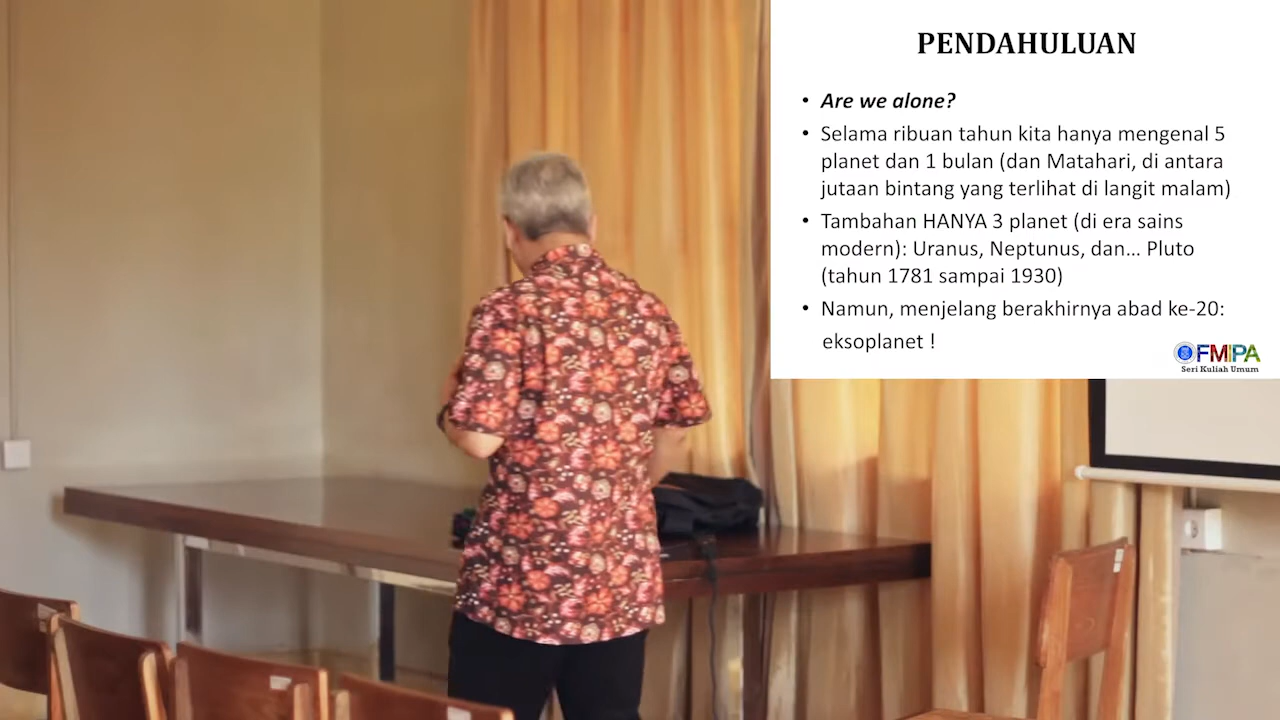 PENDAHULUAN
• Are we alone?
• Selama ribuan tahun kita hanya mengenal 5
planet dan 1 bulan (dan Matahari, di antara
jutaan bintang yang terlihat di langit malam)
• Tambahan HANYA 3 planet (di era sains
modern): Uranus, Neptunus, dan... Pluto
(tahun 1781 sampai 1930)
• Namun, menjelang berakhirnya abad ke-20:
eksoplanet !
FMIPA
Seri Kuliah Umum